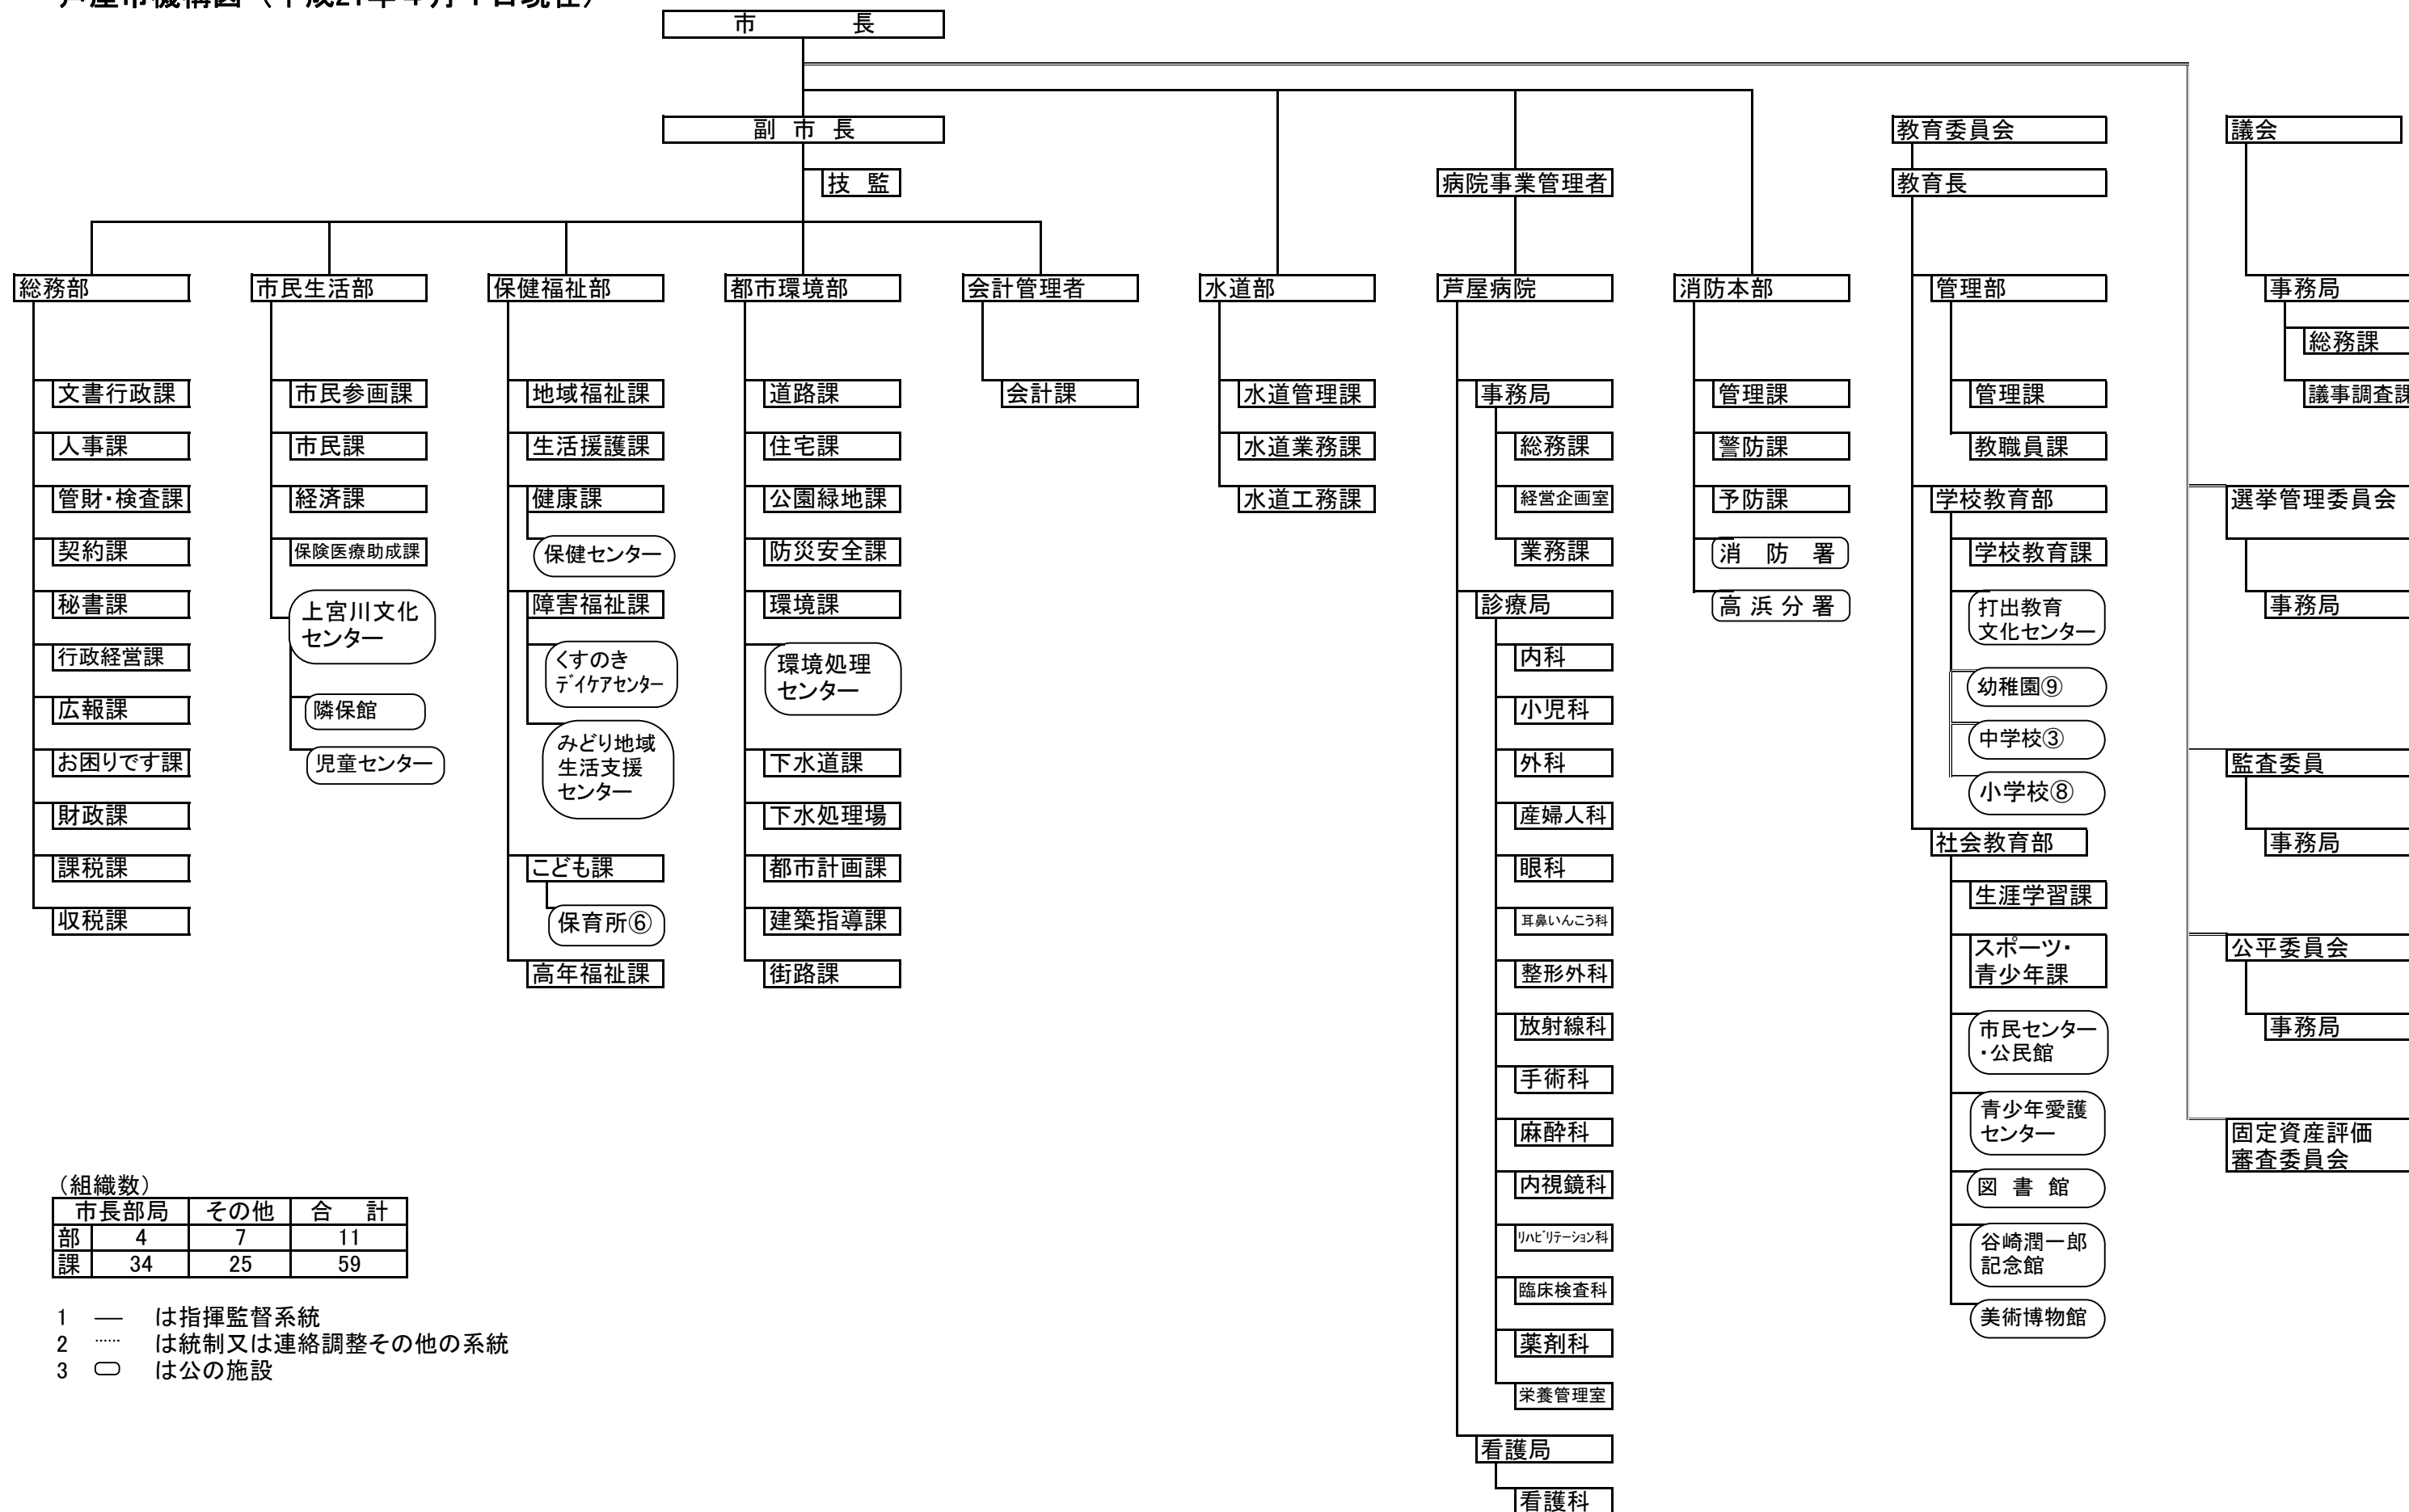 芦屋市機構図（平成21年4月1日現在）
市　　長
副 市 長
技 監
病院事業管理者
教育委員会
教育長
議会
総務部
文書行政課
人事課
管財・検査課
契約課
秘書課
行政経営課
広報課
お困りです課
財政課
課税課
収税課
市民生活部
市民参画課
市民課
経済課
保険医療助成課
上宮川文化
センター
隣保館
児童センター
保健福祉部
地域福祉課
生活援護課
健康課
保健センター
障害福祉課
くすのき
デイケアセンター
みどり地域
生活支援
センター
こども課
保育所⑥
高年福祉課
都市環境部
道路課
住宅課
公園緑地課
防災安全課
環境課
環境処理
センター
下水道課
下水処理場
都市計画課
建築指導課
街路課
会計管理者
会計課
水道部
水道管理課
水道業務課
水道工務課
芦屋病院
事務局
総務課
経営企画室
業務課
診療局
内科
小児科
外科
産婦人科
眼科
耳鼻いんこう科
整形外科
放射線科
手術科
麻酔科
内視鏡科
リハビリテーション科
臨床検査科
薬剤科
栄養管理室
看護局
看護科
消防本部
管理課
警防課
予防課
消 防 署
高 浜 分 署
管理部
管理課
教職員課
学校教育部
学校教育課
打出教育
文化センター
幼稚園⑨
中学校③
小学校⑧
社会教育部
生涯学習課
スポーツ・
青少年課
市民センター
・公民館
青少年愛護
センター
図 書 館
谷崎潤一郎
記念館
美術博物館
事務局
総務課
議事調査課
選挙管理委員会
事務局
監査委員
事務局
公平委員会
事務局
固定資産評価
審査委員会
（組織数）
市長部局 その他 合 計
部 4 7 11
課 34 25 59
1 — は指揮監督系統
2 …… は統制又は連絡調整その他の系統
3 は公の施設